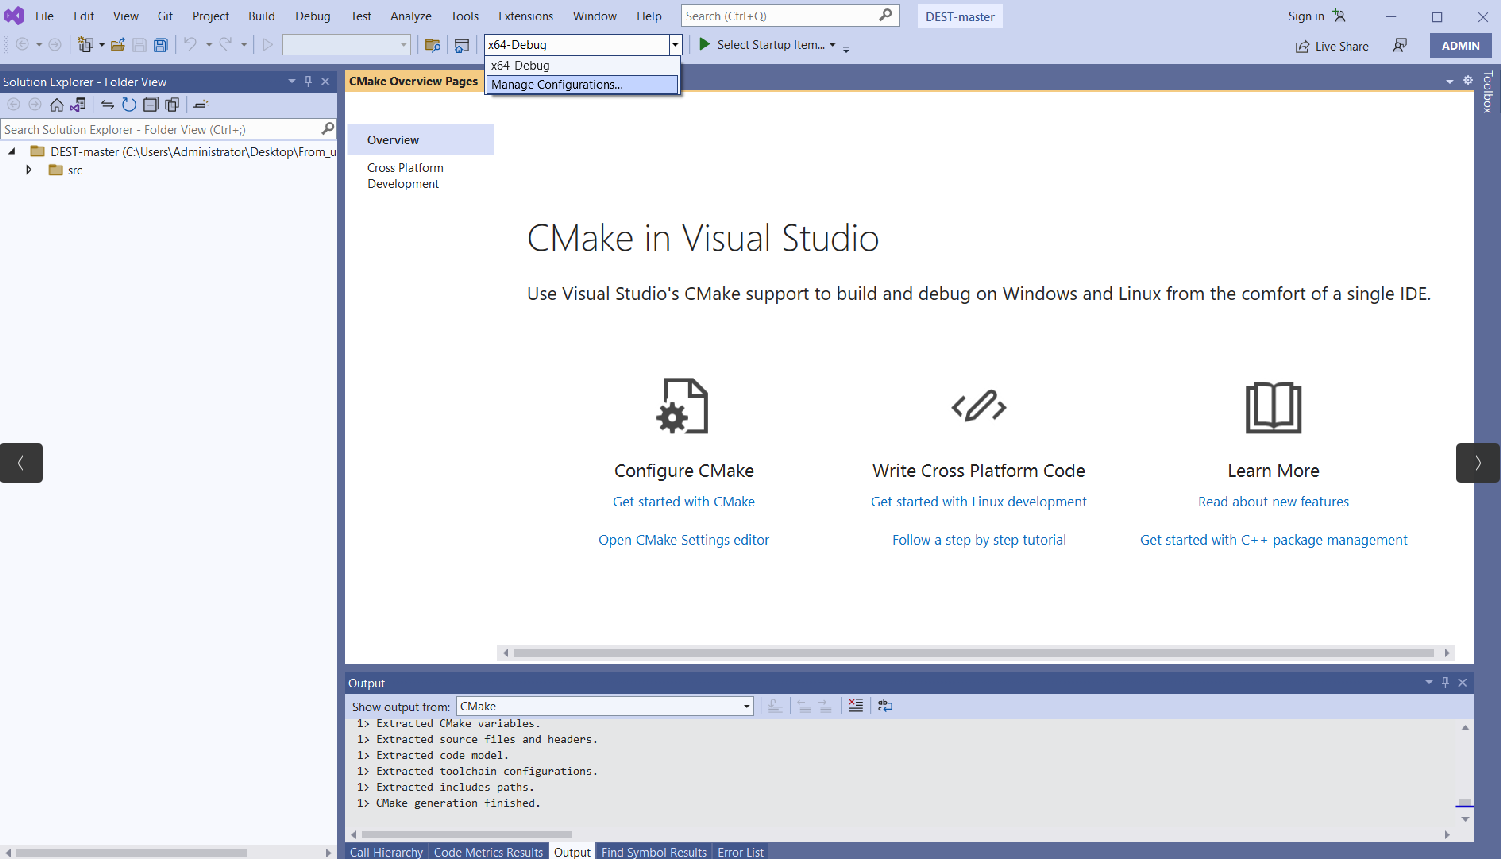 File Edit View Git Project Build Debug Test Analyze Tools Extensions Window Help Search (Ctrl+Q) DEST-master Sign in
x64-Debug Select Startup Item... Live Share ADMIN
x64-Debug
Manage Configurations...
Solution Explorer - Folder View
CMake Overview Pages
Toolbox
Search Solution Explorer - Folder View (Ctrl+;)
DEST-master (C:\Users\Administrator\Desktop\From_u
src
Overview
Cross Platform
Development
CMake in Visual Studio
Use Visual Studio's CMake support to build and debug on Windows and Linux from the comfort of a single IDE.
Configure CMake
Get started with CMake
Open CMake Settings editor
Write Cross Platform Code
Get started with Linux development
Follow a step by step tutorial
Learn More
Read about new features
Get started with C++ package management
Output
Show output from: CMake
1> Extracted CMake variables.
1> Extracted source files and headers.
1> Extracted code model.
1> Extracted toolchain configurations.
1> Extracted includes paths.
1> CMake generation finished.
Call Hierarchy Code Metrics Results Output Find Symbol Results Error List